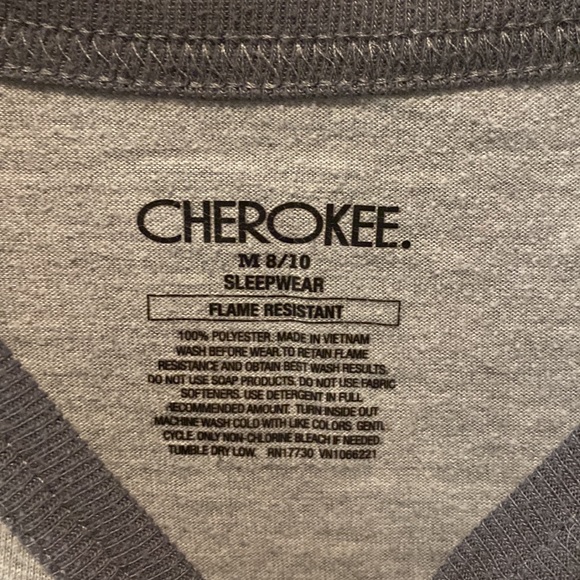 CHEROKEE.
M 8/10
SLEEPWEAR
FLAME RESISTANT
100% POLYESTER. MADE IN VIETNAM
WASH BEFORE WEAR. TO RETAIN FLAME
RESISTANCE AND OBTAIN BEST WASH RESULTS.
DO NOT USE SOAP PRODUCTS. DO NOT USE FABRIC
SOFTENERS. USE DETERGENT IN FULL
RECOMMENDED AMOUNT. TURN INSIDE OUT
MACHINE WASH COLD WITH LIKE COLORS. GENTL
CYCLE. ONLY NON-CHLORINE BLEACH IF NEEDED.
TUMBLE DRY LOW. RN17730 VN1066221